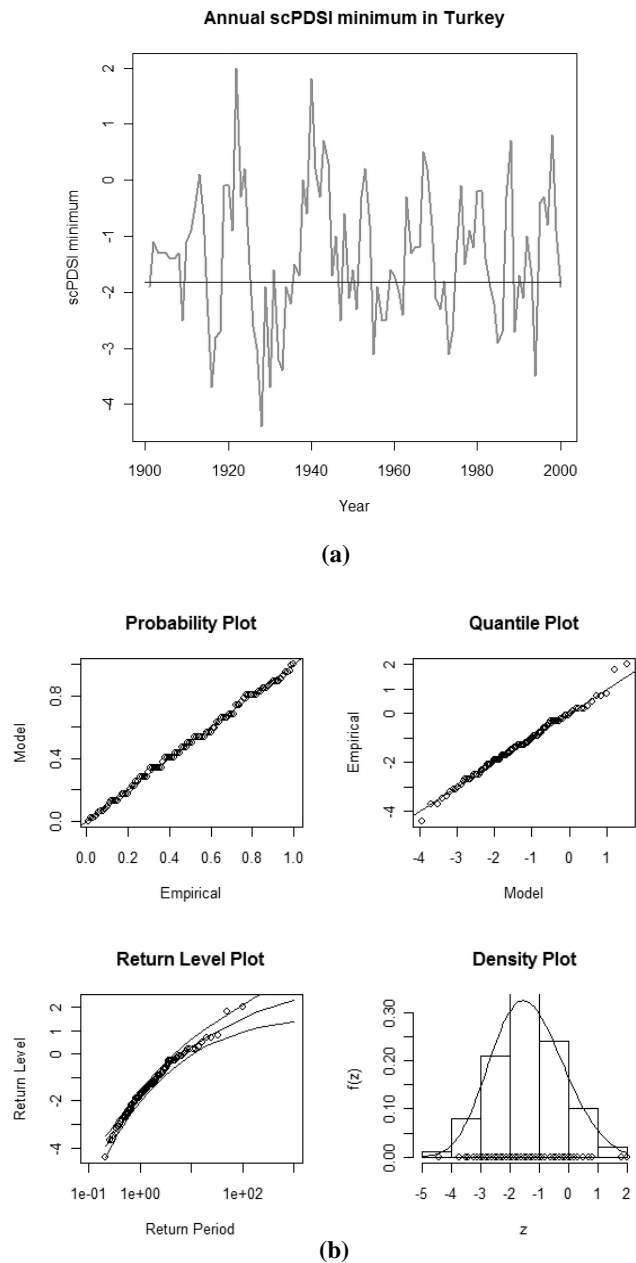 Annual scPDSI minimum in Turkey
scPDSI minimum
2
0
-1
-2
-3
-4
1900 1920 1940 1960 1980 2000
Year
(a)
Probability Plot
Model
0.8
0.4
0.0
0.0 0.2 0.4 0.6 0.8 1.0
Empirical
Quantile Plot
Empirical
2
1
0
-2
-4
-4 -3 -2 -1 0 1
Model
Return Level Plot
Return Level
2
1
0
-2
-4
1e-01 1e+00 1e+02
Return Period
Density Plot
f(z)
0.30
0.20
0.10
0.00
-5 -4 -3 -2 -1 0 1 2
z
(b)